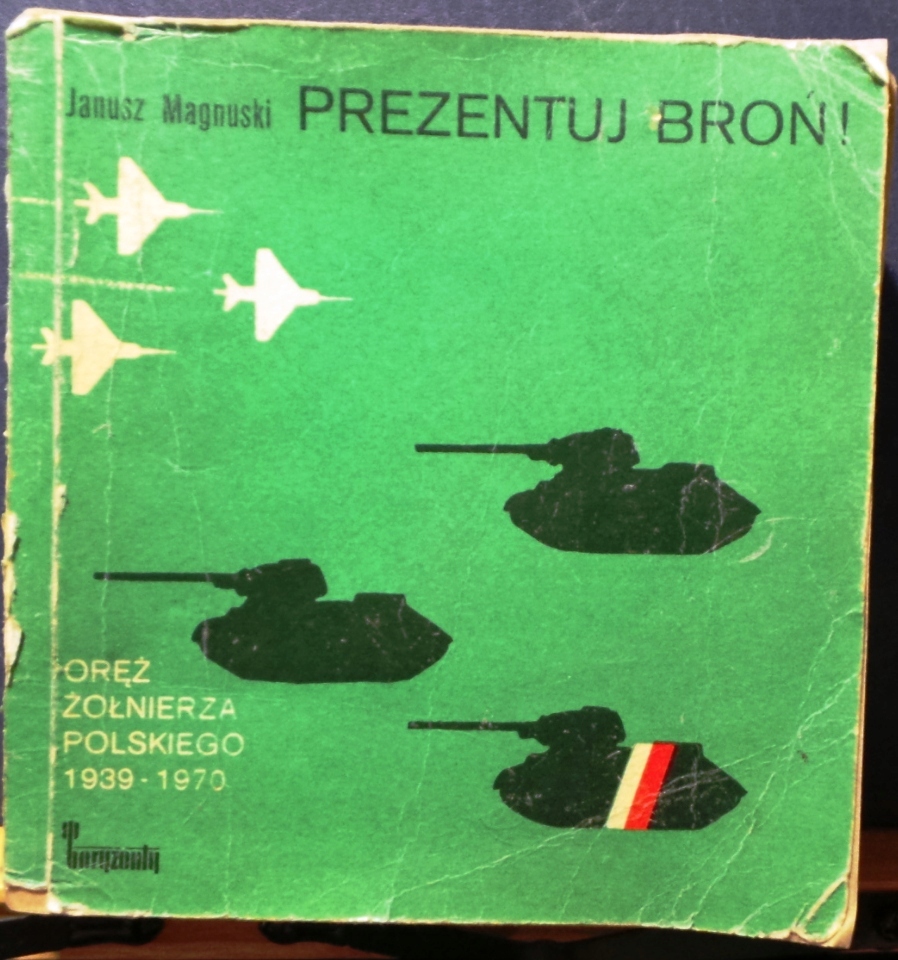 Janusz Magnuski PREZENTUJ BROŃ!
ORĘŻ
ŻOŁNIERZA
POLSKIEGO
1939-1970
horyzonty